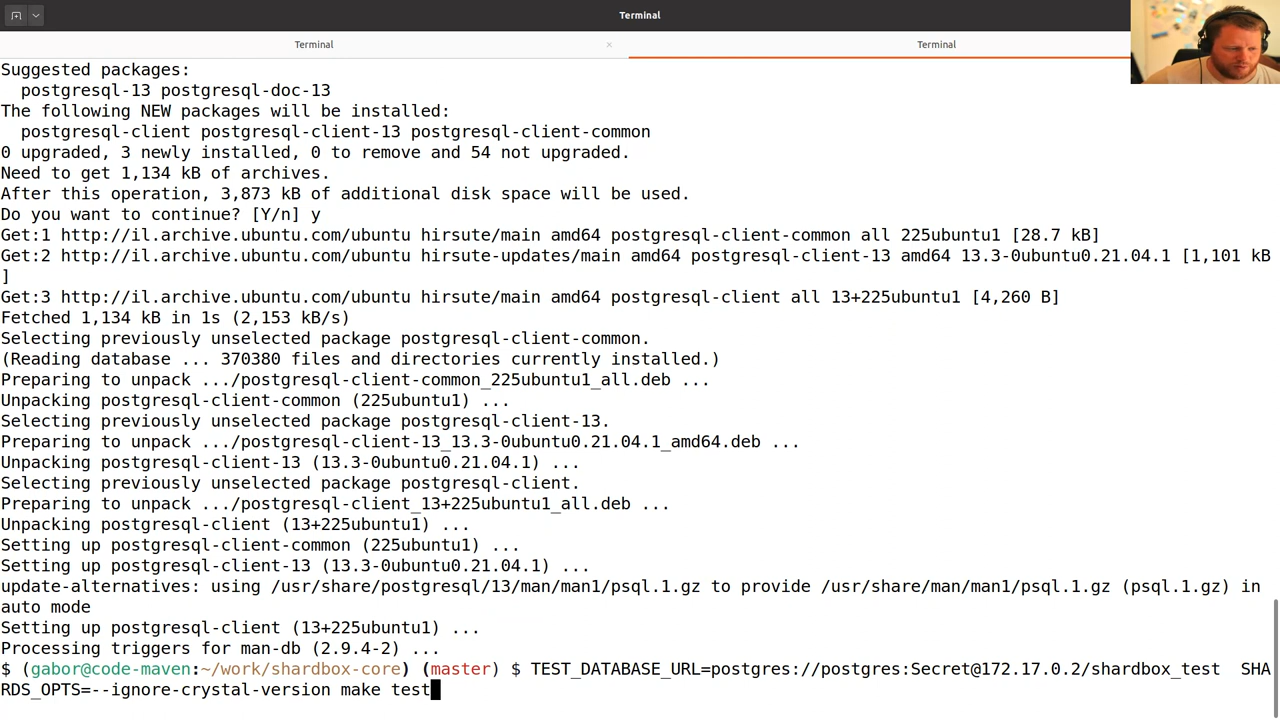 Terminal
Terminal × Terminal
Suggested packages:
  postgresql-13 postgresql-doc-13
The following NEW packages will be installed:
  postgresql-client postgresql-client-13 postgresql-client-common
0 upgraded, 3 newly installed, 0 to remove and 54 not upgraded.
Need to get 1,134 kB of archives.
After this operation, 3,873 kB of additional disk space will be used.
Do you want to continue? [Y/n] y
Get:1 http://il.archive.ubuntu.com/ubuntu hirsute/main amd64 postgresql-client-common all 225ubuntu1 [28.7 kB]
Get:2 http://il.archive.ubuntu.com/ubuntu hirsute-updates/main amd64 postgresql-client-13 amd64 13.3-0ubuntu0.21.04.1 [1,101 kB
]
Get:3 http://il.archive.ubuntu.com/ubuntu hirsute/main amd64 postgresql-client all 13+225ubuntu1 [4,260 B]
Fetched 1,134 kB in 1s (2,153 kB/s)
Selecting previously unselected package postgresql-client-common.
(Reading database ... 370380 files and directories currently installed.)
Preparing to unpack .../postgresql-client-common_225ubuntu1_all.deb ...
Unpacking postgresql-client-common (225ubuntu1) ...
Selecting previously unselected package postgresql-client-13.
Preparing to unpack .../postgresql-client-13_13.3-0ubuntu0.21.04.1_amd64.deb ...
Unpacking postgresql-client-13 (13.3-0ubuntu0.21.04.1) ...
Selecting previously unselected package postgresql-client.
Preparing to unpack .../postgresql-client_13+225ubuntu1_all.deb ...
Unpacking postgresql-client (13+225ubuntu1) ...
Setting up postgresql-client-common (225ubuntu1) ...
Setting up postgresql-client-13 (13.3-0ubuntu0.21.04.1) ...
update-alternatives: using /usr/share/postgresql/13/man/man1/psql.1.gz to provide /usr/share/man/man1/psql.1.gz (psql.1.gz) in
auto mode
Setting up postgresql-client (13+225ubuntu1) ...
Processing triggers for man-db (2.9.4-2) ...
$ (gabor@code-maven:~/work/shardbox-core) (master) $ TEST_DATABASE_URL=postgres://postgres:Secret@172.17.0.2/shardbox_test  SHA
RDS_OPTS=--ignore-crystal-version make test